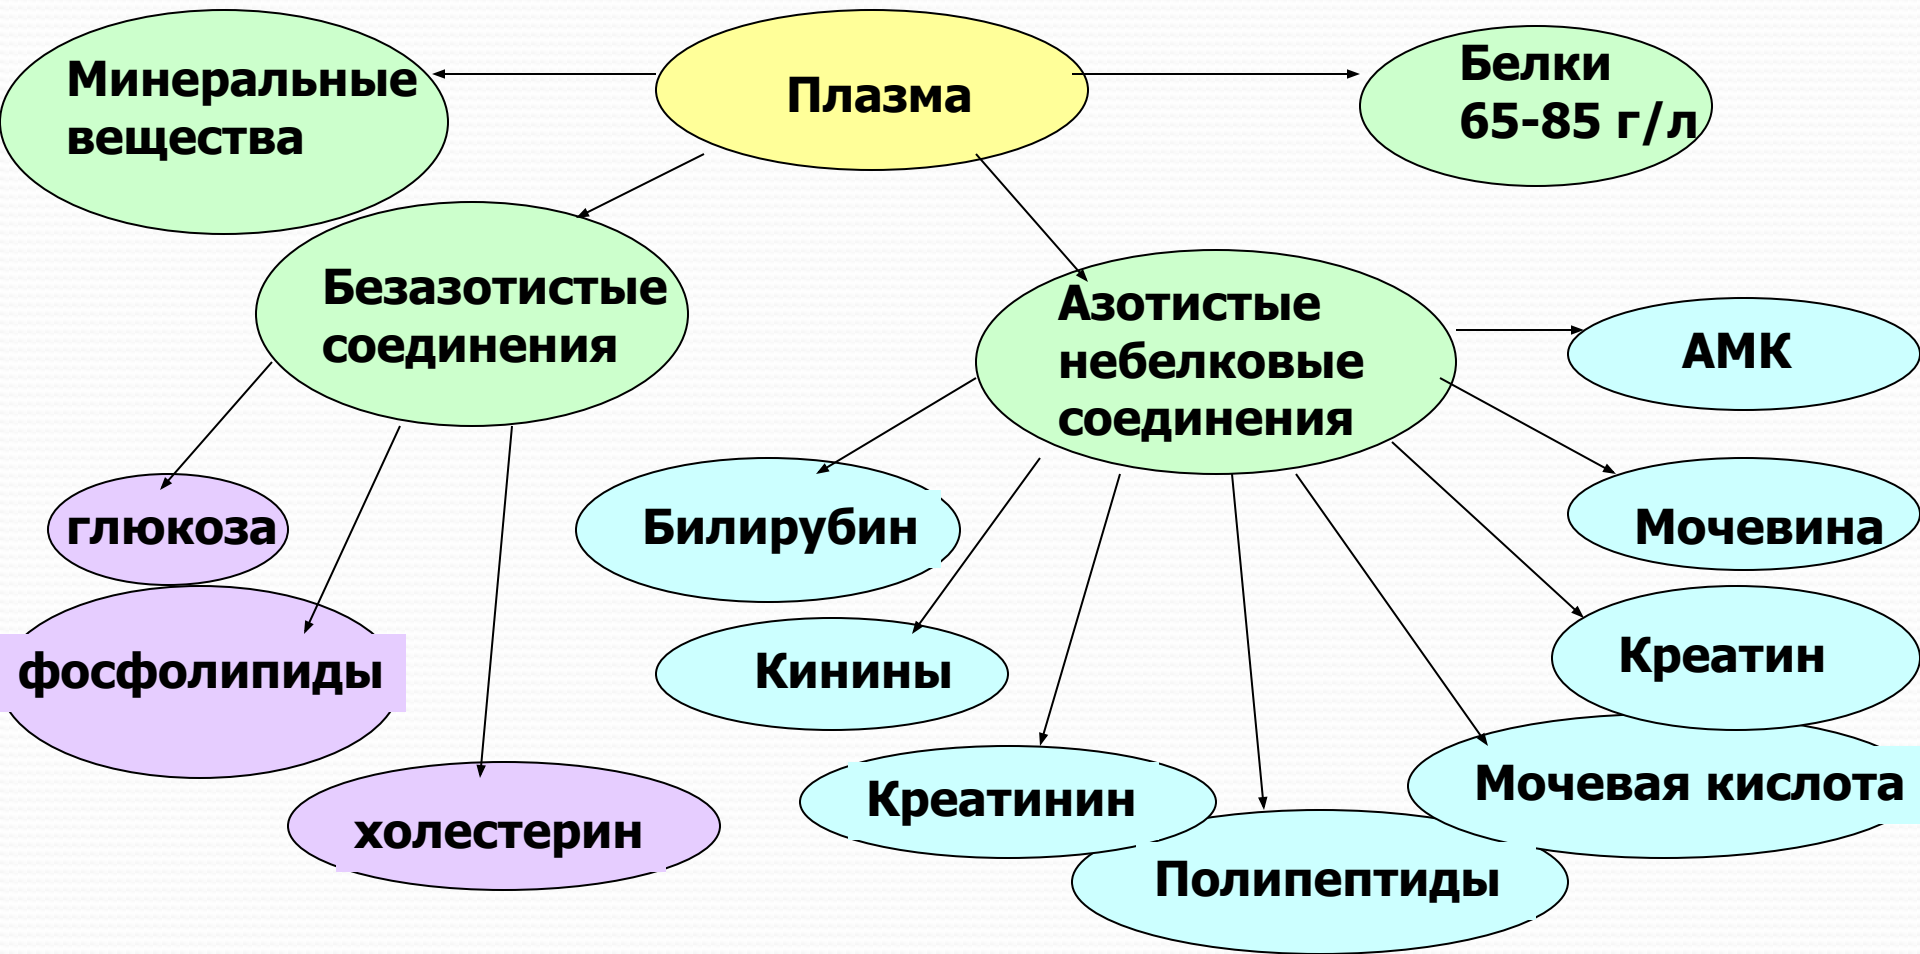 Минеральные
вещества
Плазма
Белки
65-85 г/л
Безазотистые
соединения
Азотистые
небелковые
соединения
АМК
глюкоза
Билирубин
Мочевина
фосфолипиды
Кинины
Креатин
холестерин
Креатинин
Мочевая кислота
Полипептиды